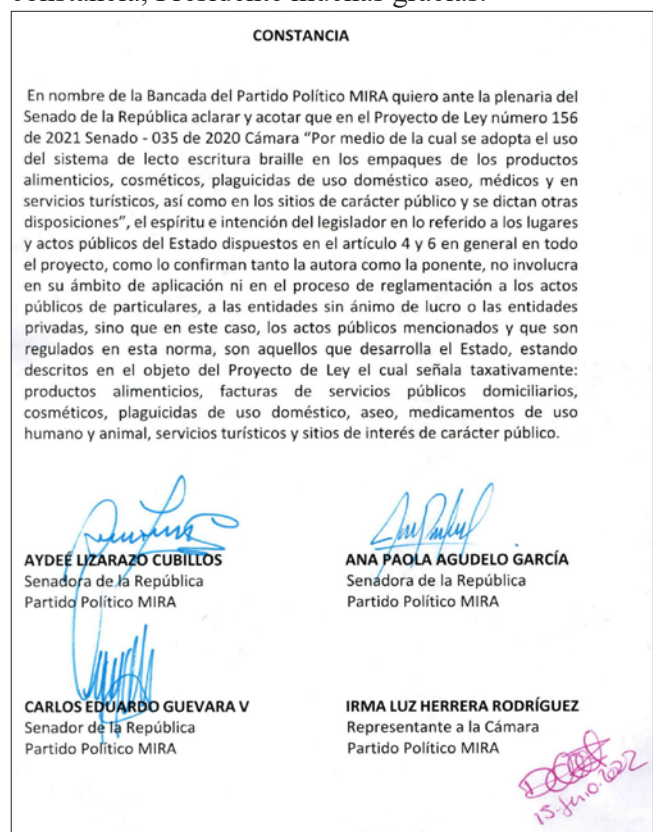 constancia, Presidente muchas gracias.
CONSTANCIA
En nombre de la Bancada del Partido Político MIRA quiero ante la plenaria del
Senado de la República aclarar y acotar que en el Proyecto de Ley número 156
de 2021 Senado - 035 de 2020 Cámara “Por medio de la cual se adopta el uso
del sistema de lecto escritura braille en los empaques de los productos
alimenticios, cosméticos, plaguicidas de uso doméstico aseo, médicos y en
servicios turísticos, así como en los sitios de carácter público y se dictan otras
disposiciones”, el espíritu e intención del legislador en lo referido a los lugares
y actos públicos del Estado dispuestos en el artículo 4 y 6 en general en todo
el proyecto, como lo confirman tanto la autora como la ponente, no involucra
en su ámbito de aplicación ni en el proceso de reglamentación a los actos
públicos de particulares, a las entidades sin ánimo de lucro o las entidades
privadas, sino que en este caso, los actos públicos mencionados y que son
regulados en esta norma, son aquellos que desarrolla el Estado, estando
descritos en el objeto del Proyecto de Ley el cual señala taxativamente:
productos alimenticios, facturas de servicios públicos domiciliarios,
cosméticos, plaguicidas de uso doméstico, aseo, medicamentos de uso
humano y animal, servicios turísticos y sitios de interés de carácter público.
AYDEÉ LIZARAZO CUBILLOS
Senadora de la República
Partido Político MIRA
ANA PAOLA AGUDELO GARCÍA
Senadora de la República
Partido Político MIRA
CARLOS EDUARDO GUEVARA V
Senador de la República
Partido Político MIRA
IRMA LUZ HERRERA RODRÍGUEZ
Representante a la Cámara
Partido Político MIRA